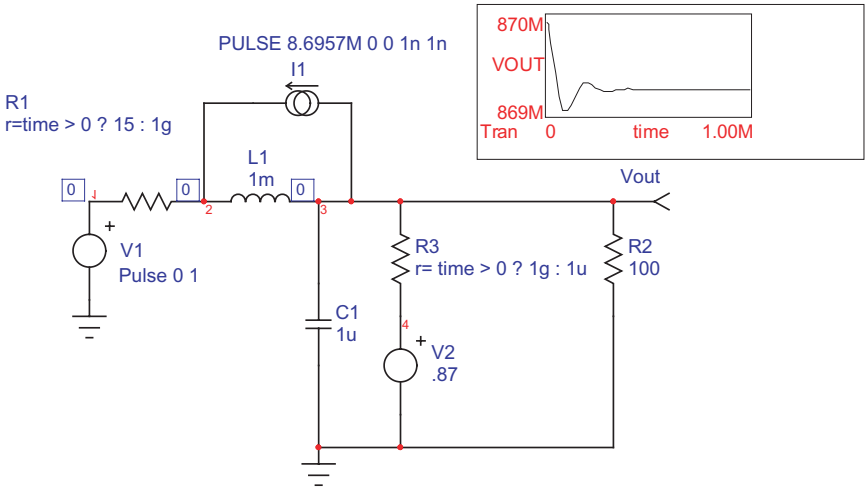 PULSE 8.6957M 0 0 1n 1n
I1
R1
r=time > 0 ? 15 : 1g
L1
1m
0
1
0
2
0
3
V1
Pulse 0 1
+
C1
1u
R3
r= time > 0 ? 1g : 1u
4
+
V2
.87
R2
100
Vout
870M
VOUT
869M
Tran 0 time 1.00M